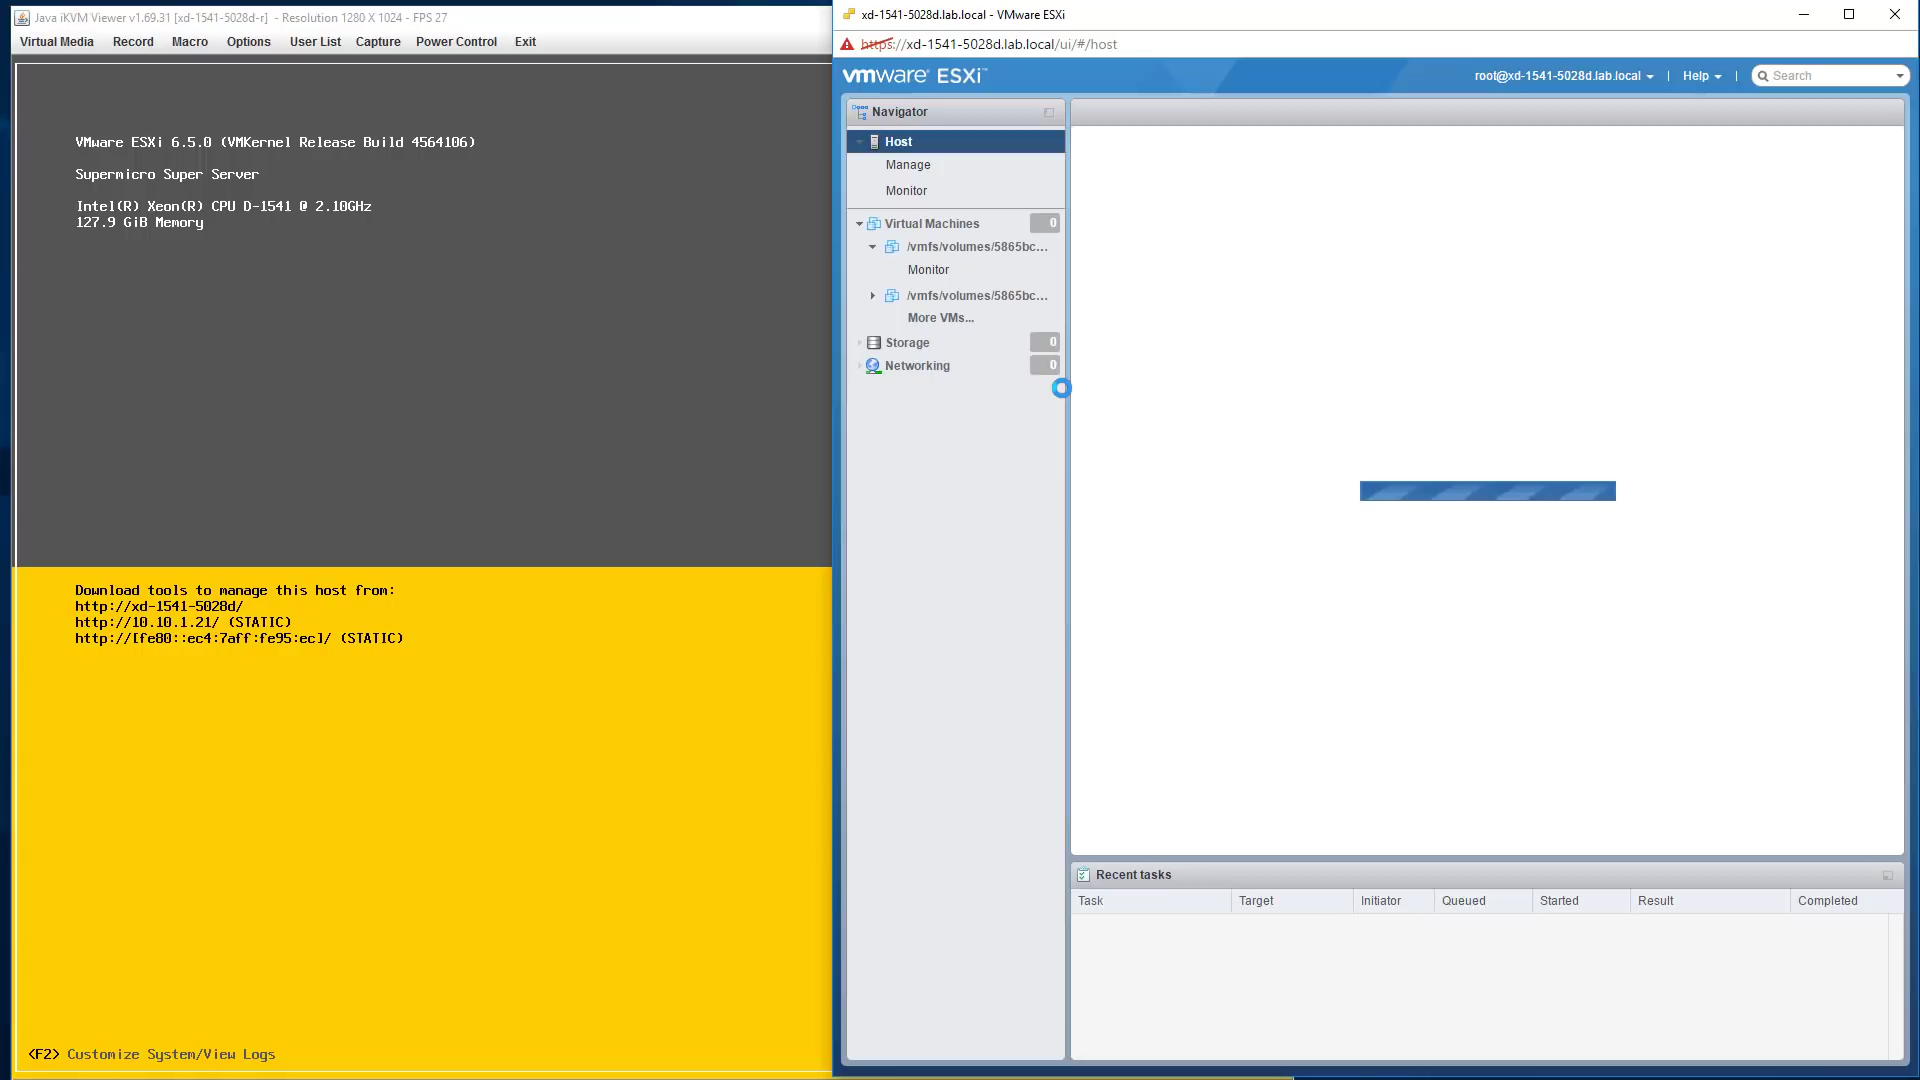 Java iKVM Viewer v1.69.31 [xd-1541-5028d-r] - Resolution 1280 X 1024 - FPS 27
Virtual Media Record Macro Options User List Capture Power Control Exit
VMware ESXi 6.5.0 (VMKernel Release Build 4564106)
Supermicro Super Server
Intel(R) Xeon(R) CPU D-1541 @ 2.10GHz
127.9 GiB Memory
Download tools to manage this host from:
http://xd-1541-5028d/
http://10.10.1.21/ (STATIC)
http://[fe80::ec4:7aff:fe95:ec]/ (STATIC)
<F2> Customize System/View Logs
xd-1541-5028d.lab.local - VMware ESXi
https://xd-1541-5028d.lab.local/ui/#/host
vmware ESXi™
root@xd-1541-5028d.lab.local | Help | Search
Navigator
Host
Manage
Monitor
Virtual Machines 0
/vmfs/volumes/5865bc...
Monitor
/vmfs/volumes/5865bc...
More VMs...
Storage 0
Networking 0
Recent tasks
Task Target Initiator Queued Started Result Completed